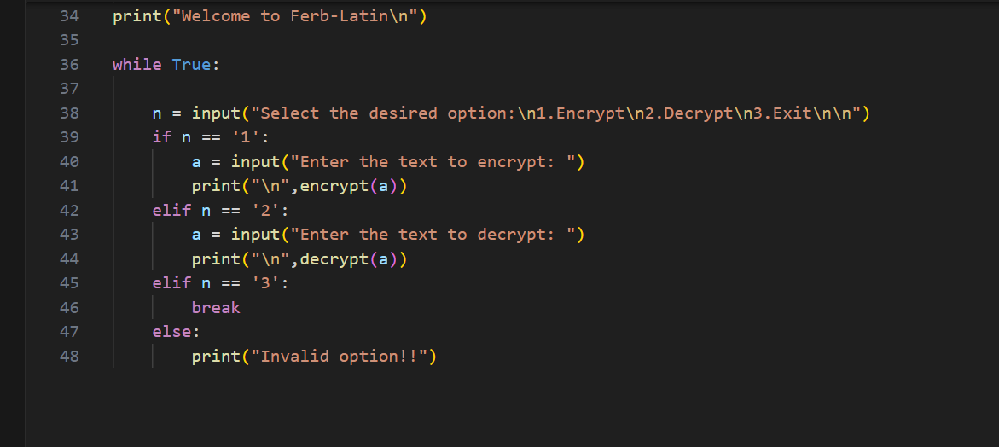 34 print("Welcome to Ferb-Latin\n")
35
36 while True:
37
38     n = input("Select the desired option:\n1.Encrypt\n2.Decrypt\n3.Exit\n\n")
39     if n == '1':
40         a = input("Enter the text to encrypt: ")
41         print("\n",encrypt(a))
42     elif n == '2':
43         a = input("Enter the text to decrypt: ")
44         print("\n",decrypt(a))
45     elif n == '3':
46         break
47     else:
48         print("Invalid option!!")